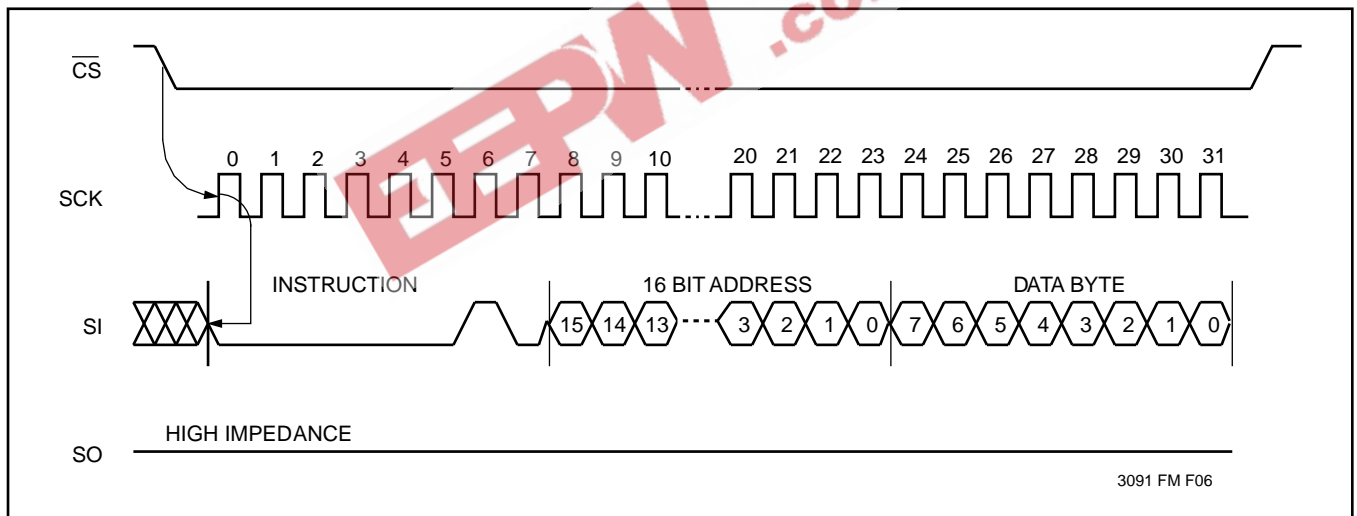 EEPW .com
CS
0 1 2 3 4 5 6 7 8 9 10 20 21 22 23 24 25 26 27 28 29 30 31
SCK
INSTRUCTION 16 BIT ADDRESS DATA BYTE
SI 15 14 13 3 2 1 0 7 6 5 4 3 2 1 0
HIGH IMPEDANCE
SO
3091 FM F06